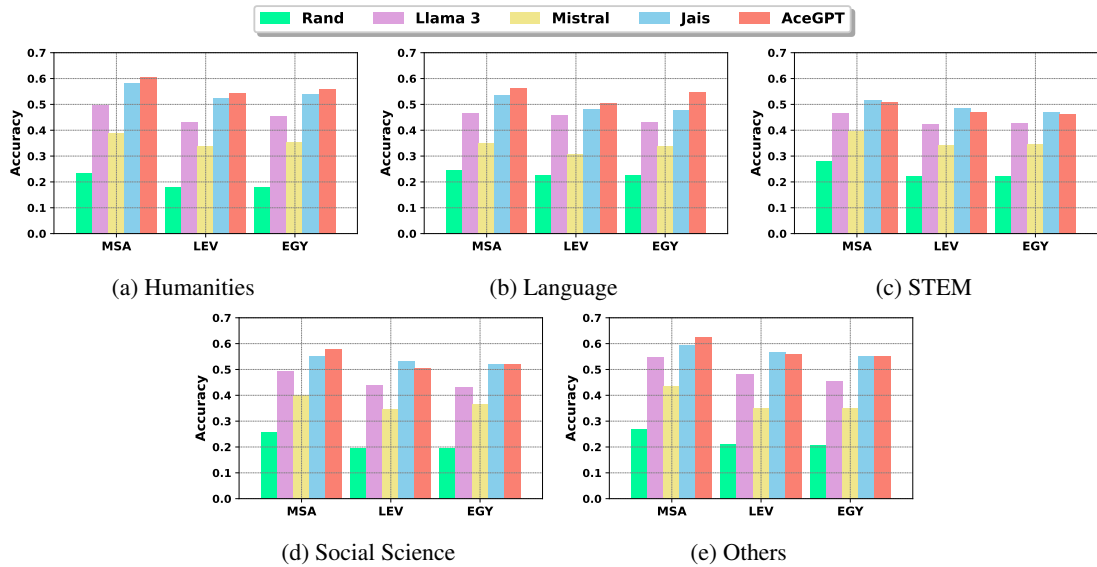 Rand Llama 3 Mistral Jais AceGPT
0.7
0.6
0.5
0.4
0.3
0.2
0.1
0.0
Accuracy
MSA LEV EGY
(a) Humanities
0.7
0.6
0.5
0.4
0.3
0.2
0.1
0.0
Accuracy
MSA LEV EGY
(b) Language
0.7
0.6
0.5
0.4
0.3
0.2
0.1
0.0
Accuracy
MSA LEV EGY
(c) STEM
0.7
0.6
0.5
0.4
0.3
0.2
0.1
0.0
Accuracy
MSA LEV EGY
(d) Social Science
0.7
0.6
0.5
0.4
0.3
0.2
0.1
0.0
Accuracy
MSA LEV EGY
(e) Others